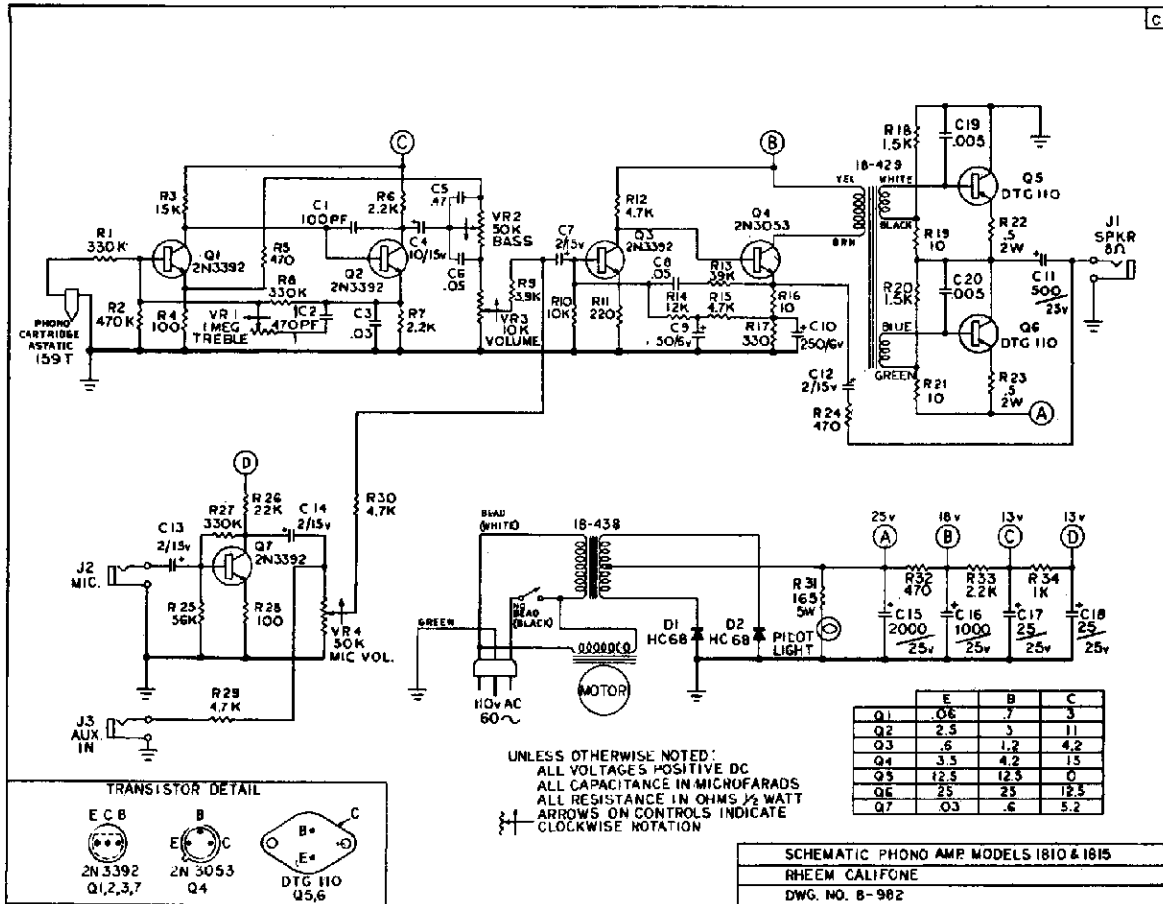 C
C
B
R3
15K
R6
2.2K
C1
100PF
C5
.47
VR2
50K
BASS
R12
4.7K
Q4
2N3053
18-429
YEL
BRN
WHITE
BLACK
BLUE
GREEN
R18
1.5K
C19
.005
Q5
DTG 110
R22
.5
2W
R19
10
J1
SPKR
8Ω
R1
330K
Q1
2N3392
R5
470
Q2
2N3392
C4
10/15v
C6
.05
C7
2/15v
Q3
2N3392
C8
.05
R13
39K
R20
1.5K
C20
.005
C11
500
25v
R2
470K
R4
100
R8
330K
VR1
1 MEG
TREBLE
C2
470PF
C3
.03
R7
2.2K
VR3
10K
VOLUME
R9
3.9K
R10
10K
R11
220
R14
12K
R15
4.7K
C9
50/6v
R16
10
R17
330
C10
250/6v
Q6
DTG 110
R21
10
R23
.5
2W
A
PHONO
CARTRIDGE
ASTATIC
159T
C12
2/15v
R24
470
D
R26
22K
R27
330K
C14
2/15v
C13
2/15v
Q7
2N3392
R30
4.7K
J2
MIC.
R25
56K
R28
100
VR4
50K
MIC VOL.
R29
4.7K
J3
AUX.
IN
BEAD
(WHITE)
18-438
GREEN
NO
BEAD
(BLACK)
D1
HC68
D2
HC68
MOTOR
110v AC
60~
R31
165
5W
PILOT
LIGHT
25v 18v 13v 13v
A B C D
R32
470
R33
2.2K
R34
1K
C15
2000
25v
C16
1000
25v
C17
25
25v
C18
25
25v
E B C
Q1 .06 .7 3
Q2 2.5 3 11
Q3 .6 1.2 4.2
Q4 3.5 4.2 15
Q5 12.5 12.5 0
Q6 25 25 12.5
Q7 .03 .6 5.2
UNLESS OTHERWISE NOTED:
ALL VOLTAGES POSITIVE DC
ALL CAPACITANCE IN MICROFARADS
ALL RESISTANCE IN OHMS ½ WATT
ARROWS ON CONTROLS INDICATE
CLOCKWISE ROTATION
TRANSISTOR DETAIL
E C B
2N 3392
Q1,2,3,7
B
E C
2N 3053
Q4
B
E
C
DTG 110
Q5,6
SCHEMATIC PHONO AMP. MODELS 1810 & 1815
RHEEM CALIFONE
DWG. NO. B-982